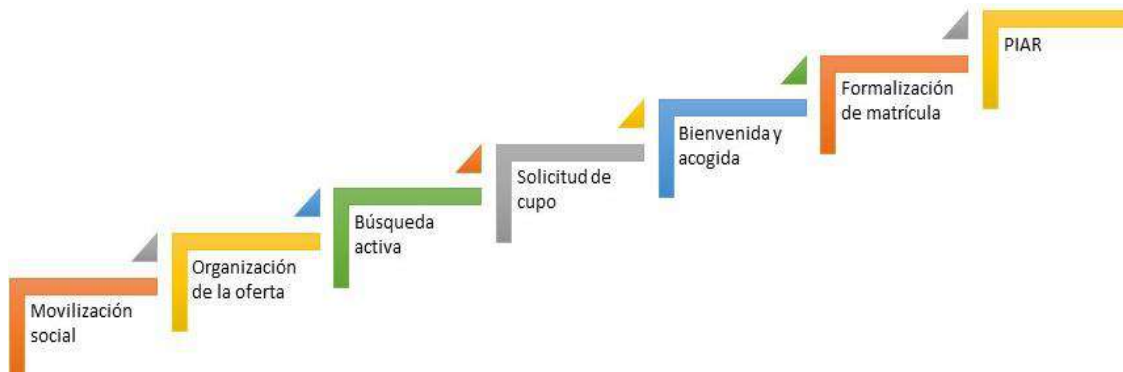 Movilización
social
Organización
de la oferta
Búsqueda
activa
Solicitud de
cupo
Bienvenida y
acogida
Formalización
de matrícula
PIAR